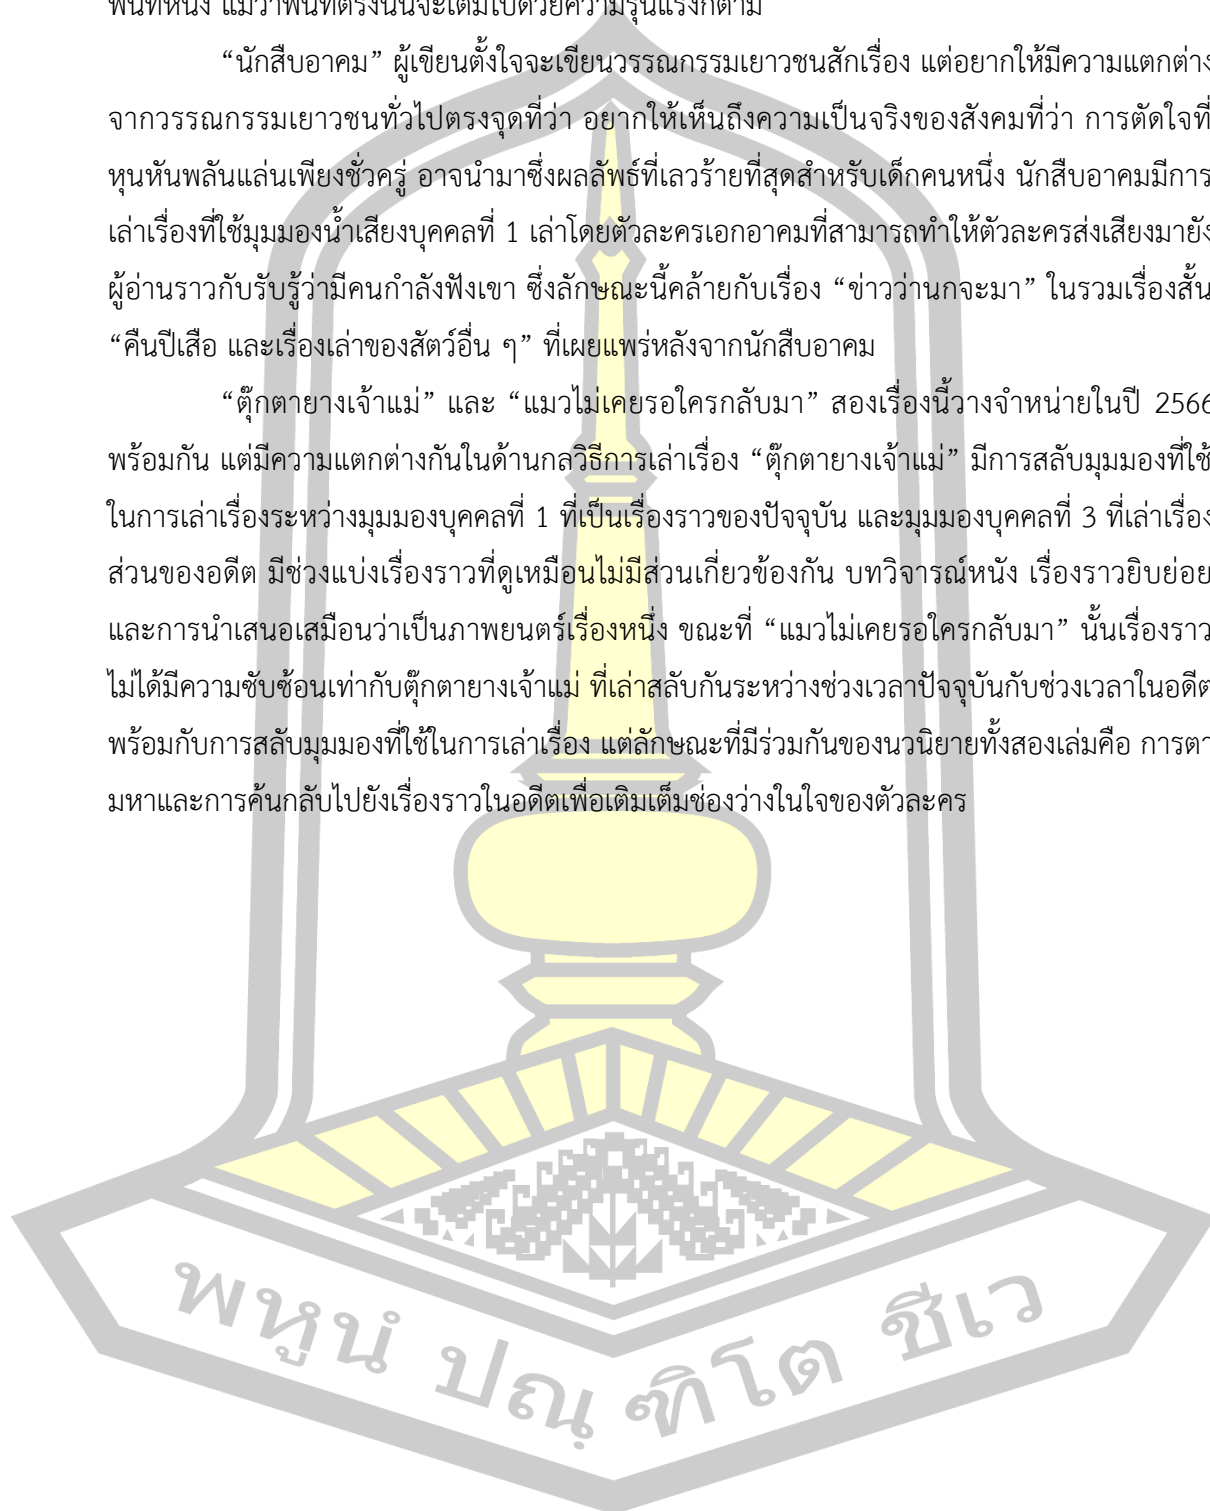 พื้นที่หนึ่ง แม้ว่าพื้นที่ตรงนั้นจะเต็มไปด้วยความรุนแรงก็ตาม
“นักสืบอาคม” ผู้เขียนตั้งใจจะเขียนวรรณกรรมเยาวชนสักเรื่อง แต่อยากให้มีความแตกต่าง
จากวรรณกรรมเยาวชนทั่วไปตรงจุดที่ว่า อยากให้เห็นถึงความเป็นจริงของสังคมที่ว่า การตัดใจที่
หุนหันพลันแล่นเพียงชั่วครู่ อาจนำมาซึ่งผลลัพธ์ที่เลวร้ายที่สุดสำหรับเด็กคนหนึ่ง นักสืบอาคมมีการ
เล่าเรื่องที่ใช้มุมมองน้ำเสียงบุคคลที่ 1 เล่าโดยตัวละครเอกอาคมที่สามารถทำให้ตัวละครส่งเสียงมายัง
ผู้อ่านราวกับรับรู้ว่ามีคนกำลังฟังเขา ซึ่งลักษณะนี้คล้ายกับเรื่อง “ข่าวว่านกจะมา” ในรวมเรื่องสั้น
“คืนปีเสือ และเรื่องเล่าของสัตว์อื่น ๆ” ที่เผยแพร่หลังจากนักสืบอาคม
“ตุ๊กตายางเจ้าแม่” และ “แมวไม่เคยรอใครกลับมา” สองเรื่องนี้วางจำหน่ายในปี 2566
พร้อมกัน แต่มีความแตกต่างกันในด้านกลวิธีการเล่าเรื่อง “ตุ๊กตายางเจ้าแม่” มีการสลับมุมมองที่ใช้
ในการเล่าเรื่องระหว่างมุมมองบุคคลที่ 1 ที่เป็นเรื่องราวของปัจจุบัน และมุมมองบุคคลที่ 3 ที่เล่าเรื่อง
ส่วนของอดีต มีช่วงแบ่งเรื่องราวที่ดูเหมือนไม่มีส่วนเกี่ยวข้องกัน บทวิจารณ์หนัง เรื่องราวยิบย่อย
และการนำเสนอเสมือนว่าเป็นภาพยนตร์เรื่องหนึ่ง ขณะที่ “แมวไม่เคยรอใครกลับมา” นั้นเรื่องราว
ไม่ได้มีความซับซ้อนเท่ากับตุ๊กตายางเจ้าแม่ ที่เล่าสลับกันระหว่างช่วงเวลาปัจจุบันกับช่วงเวลาในอดีต
พร้อมกับการสลับมุมมองที่ใช้ในการเล่าเรื่อง แต่ลักษณะที่มีร่วมกันของนวนิยายทั้งสองเล่มคือ การตา
มหาและการค้นกลับไปยังเรื่องราวในอดีตเพื่อเติมเต็มช่องว่างในใจของตัวละคร
พหูนํ ปณฺฑิโต ชีเว